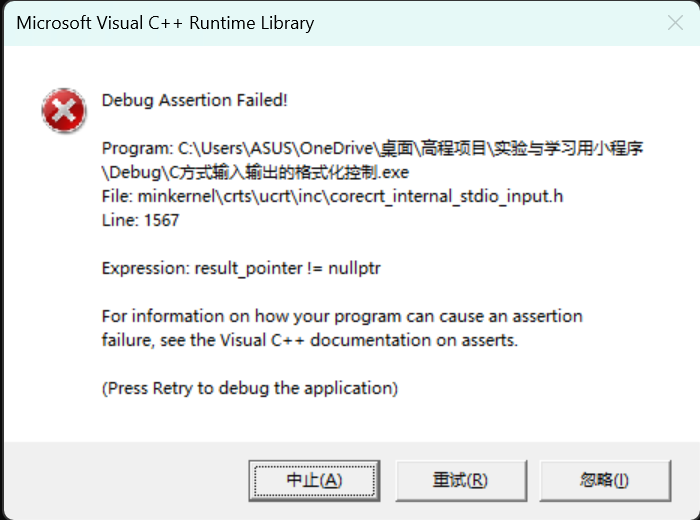 Microsoft Visual C++ Runtime Library
Debug Assertion Failed!
Program: C:\Users\ASUS\OneDrive\桌面\高程项目\实验与学习用小程序
\Debug\C方式输入输出的格式化控制.exe
File: minkernel\crts\ucrt\inc\corecrt_internal_stdio_input.h
Line: 1567
Expression: result_pointer != nullptr
For information on how your program can cause an assertion
failure, see the Visual C++ documentation on asserts.
(Press Retry to debug the application)
中止(A)
重试(R)
忽略(I)